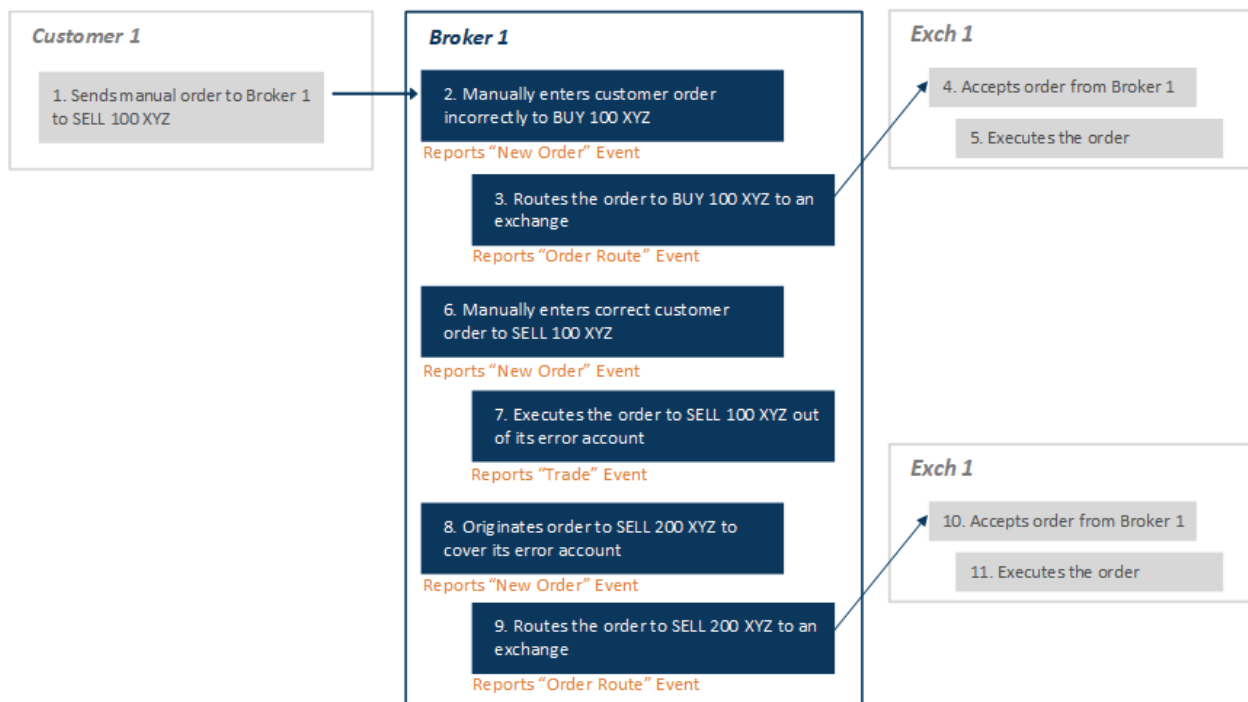 Customer 1
1. Sends manual order to Broker 1
to SELL 100 XYZ
Broker 1
2. Manually enters customer order
incorrectly to BUY 100 XYZ
Reports “New Order” Event
3. Routes the order to BUY 100 XYZ to an
exchange
Reports “Order Route” Event
Exch 1
4. Accepts order from Broker 1
5. Executes the order
6. Manually enters correct customer
order to SELL 100 XYZ
Reports “New Order” Event
7. Executes the order to SELL 100 XYZ out
of its error account
Reports “Trade” Event
8. Originates order to SELL 200 XYZ to
cover its error account
Reports “New Order” Event
9. Routes the order to SELL 200 XYZ to an
exchange
Reports “Order Route” Event
Exch 1
10. Accepts order from Broker 1
11. Executes the order